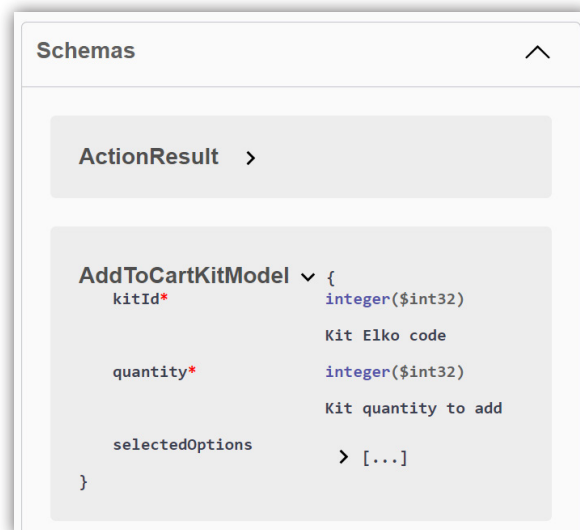 Schemas
ActionResult
AddToCartKitModel {
kitId* integer($int32)
Kit Elko code
quantity* integer($int32)
Kit quantity to add
selectedOptions [...]
}